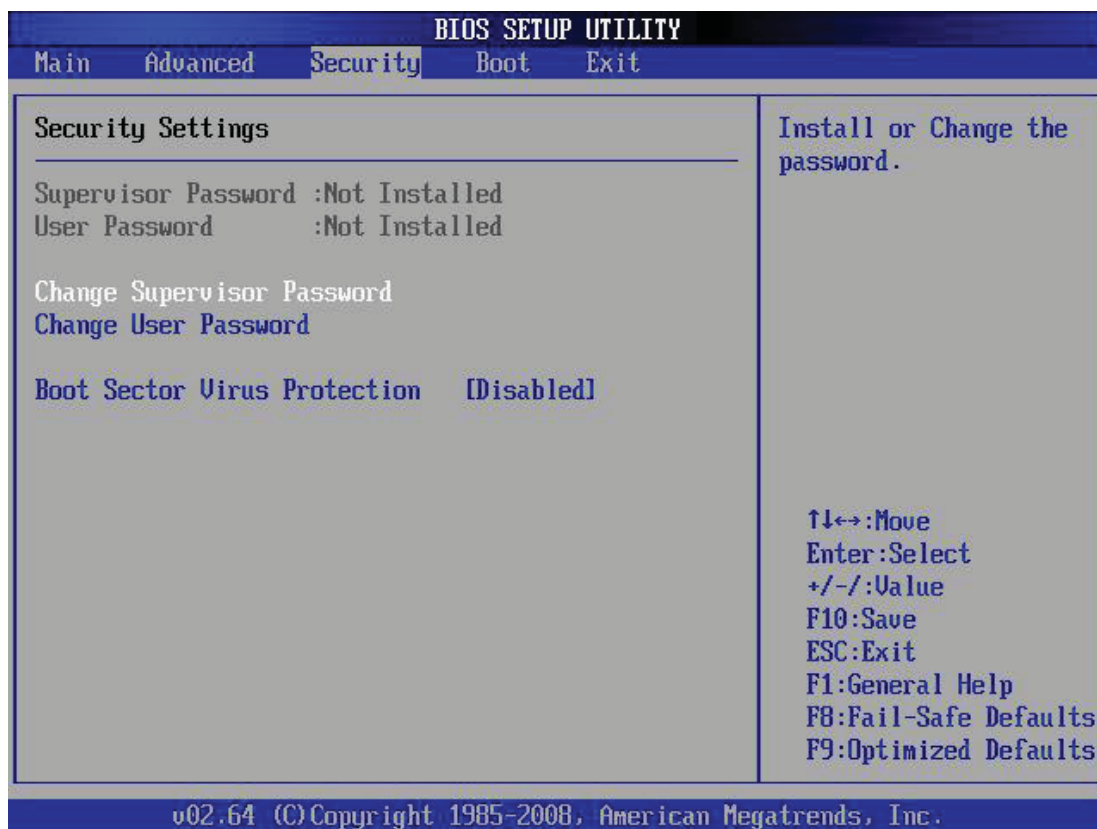 BIOS SETUP UTILITY
Main Advanced Security Boot Exit
Security Settings
Supervisor Password :Not Installed
User Password :Not Installed
Change Supervisor Password
Change User Password
Boot Sector Virus Protection [Disabled]
Install or Change the
password.
↑↓←→:Move
Enter:Select
+/-/:Value
F10:Save
ESC:Exit
F1:General Help
F8:Fail-Safe Defaults
F9:Optimized Defaults
v02.64 (C)Copyright 1985-2008, American Megatrends, Inc.